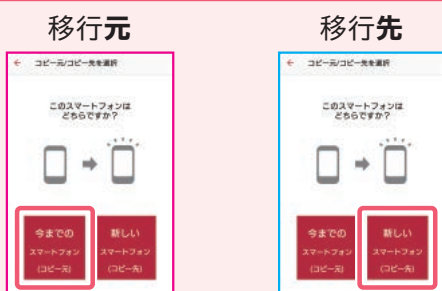 移行元
← コピー元/コピー先を選択
このスマートフォンは
どちらですか?
今までの
スマートフォン
(コピー元)
新しい
スマートフォン
(コピー先)
移行先
← コピー元/コピー先を選択
このスマートフォンは
どちらですか?
今までの
スマートフォン
(コピー元)
新しい
スマートフォン
(コピー先)